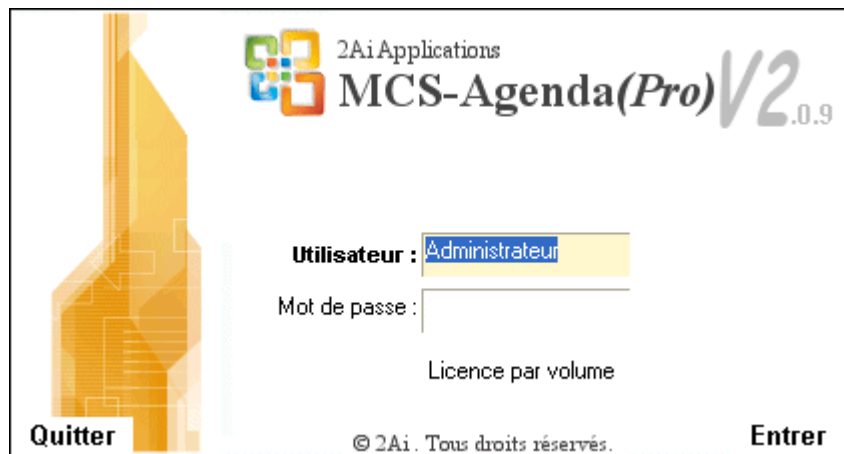 2Ai Applications
MCS-Agenda(Pro) V2.0.9
Utilisateur : Administrateur
Mot de passe :
Licence par volume
Quitter
© 2Ai . Tous droits réservés.
Entrer